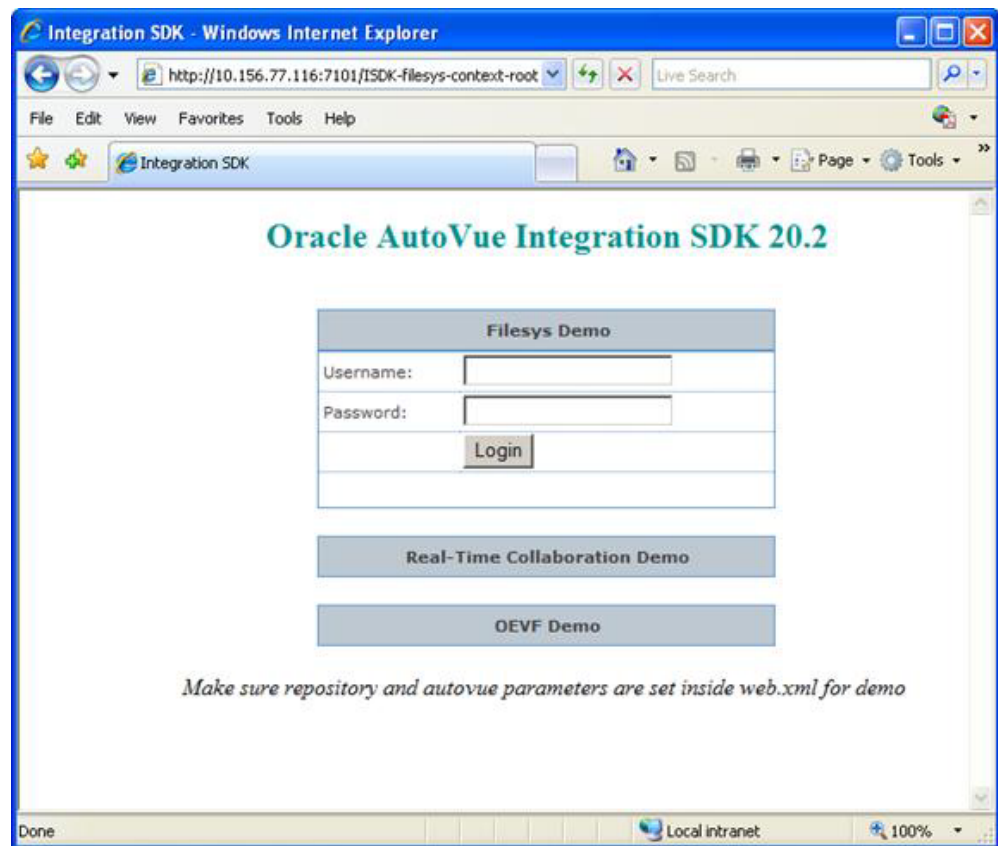 Integration SDK - Windows Internet Explorer
http://10.156.77.116:7101/ISDK-filesys-context-root
Live Search
File Edit View Favorites Tools Help
Integration SDK
Page Tools »
Oracle AutoVue Integration SDK 20.2
Filesys Demo
Username:
Password:
Login
Real-Time Collaboration Demo
OEVF Demo
Make sure repository and autovue parameters are set inside web.xml for demo
Done Local intranet 100%